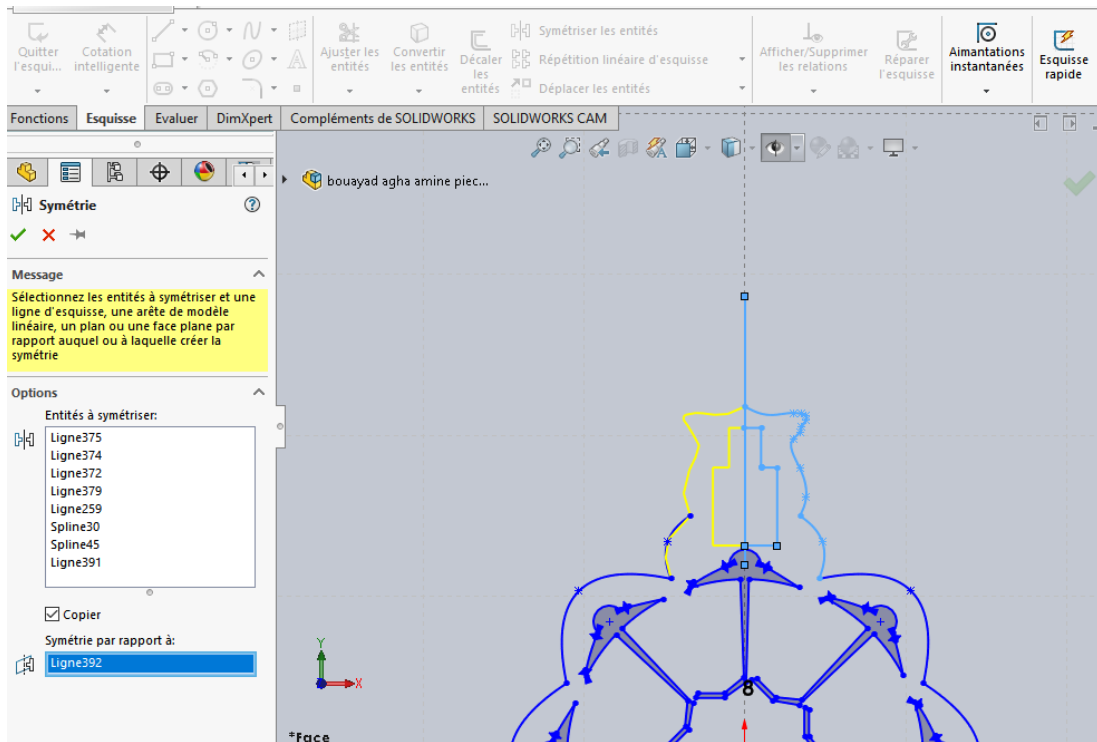 Quitter
l'esqui...
Cotation
intelligente
Ajuster les
entités
Convertir
les entités
Décaler
les
entités
Symétriser les entités
Répétition linéaire d'esquisse
Déplacer les entités
Afficher/Supprimer
les relations
Réparer
l'esquisse
Aimantations
instantanées
Esquisse
rapide
Fonctions
Esquisse
Evaluer
DimXpert
Compléments de SOLIDWORKS
SOLIDWORKS CAM
bouayad agha amine piec...
Symétrie
Message
Sélectionnez les entités à symétriser et une
ligne d'esquisse, une arête de modèle
linéaire, un plan ou une face plane par
rapport auquel ou à laquelle créer la
symétrie
Options
Entités à symétriser:
Ligne375
Ligne374
Ligne372
Ligne379
Ligne259
Spline30
Spline45
Ligne391
Copier
Symétrie par rapport à:
Ligne392
Y
X
8
*Face